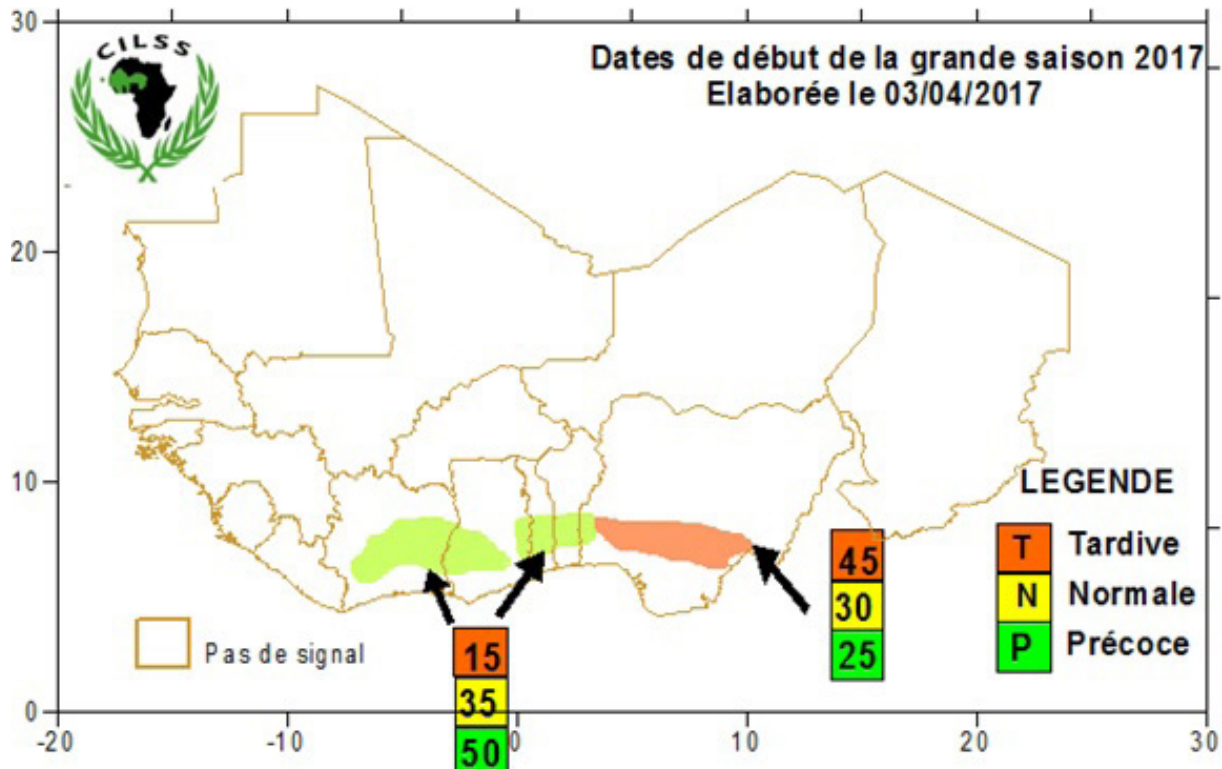 CILSS
Dates de début de la grande saison 2017
Elaborée le 03/04/2017
30
20
10
0
LEGENDE
T Tardive
N Normale
P Précoce
45
30
25
15
35
50
Pas de signal
-20 -10 0 10 20 30